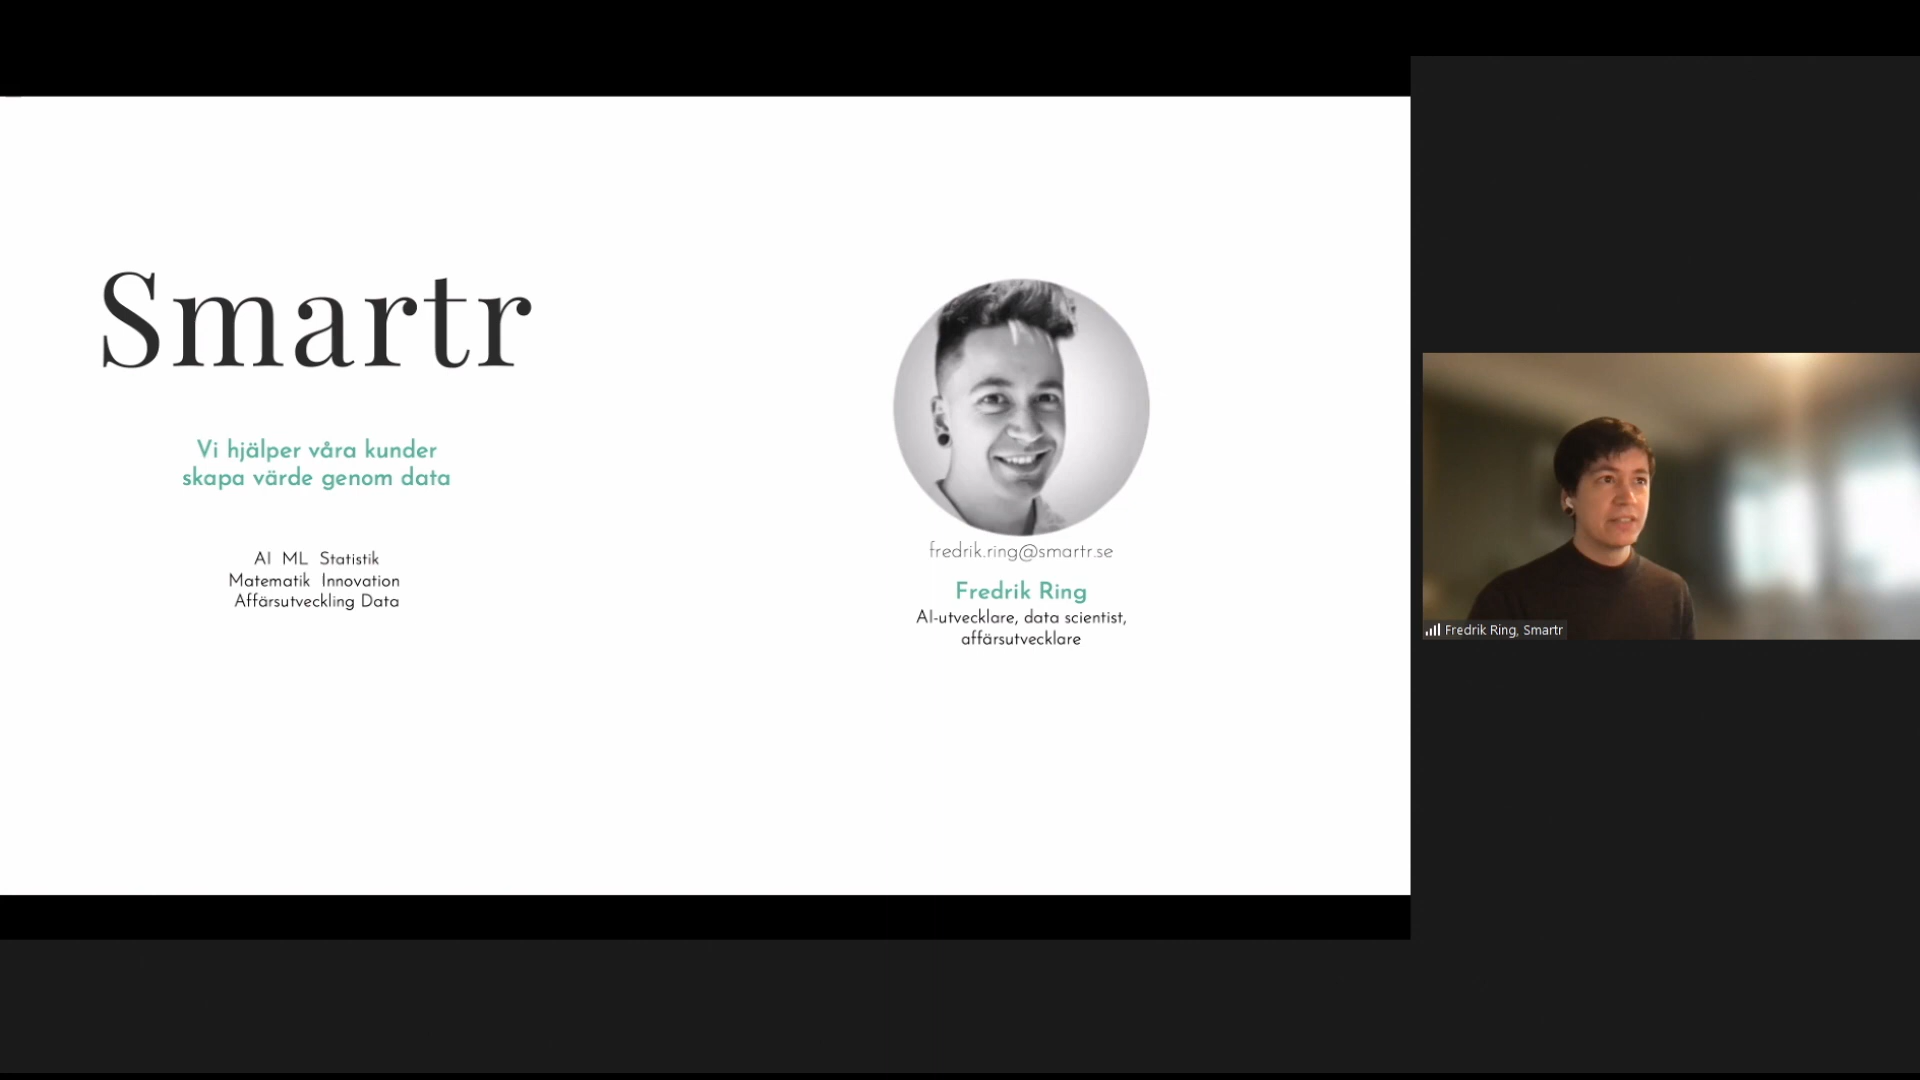 Smartr
Vi hjälper våra kunder
skapa värde genom data
AI ML Statistik
Matematik Innovation
Affärsutveckling Data
fredrik.ring@smartr.se
Fredrik Ring
AI-utvecklare, data scientist,
affärsutvecklare
Fredrik Ring, Smartr